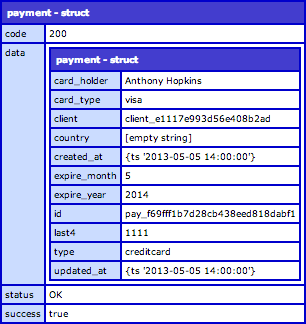 payment - struct
code 200
data
payment - struct
card_holder Anthony Hopkins
card_type visa
client client_e1117e993d56e408b2ad
country [empty string]
created_at {ts '2013-05-05 14:00:00'}
expire_month 5
expire_year 2014
id pay_f69fff1b7d28cb438eed818dabf1
last4 1111
type creditcard
updated_at {ts '2013-05-05 14:00:00'}
status OK
success true